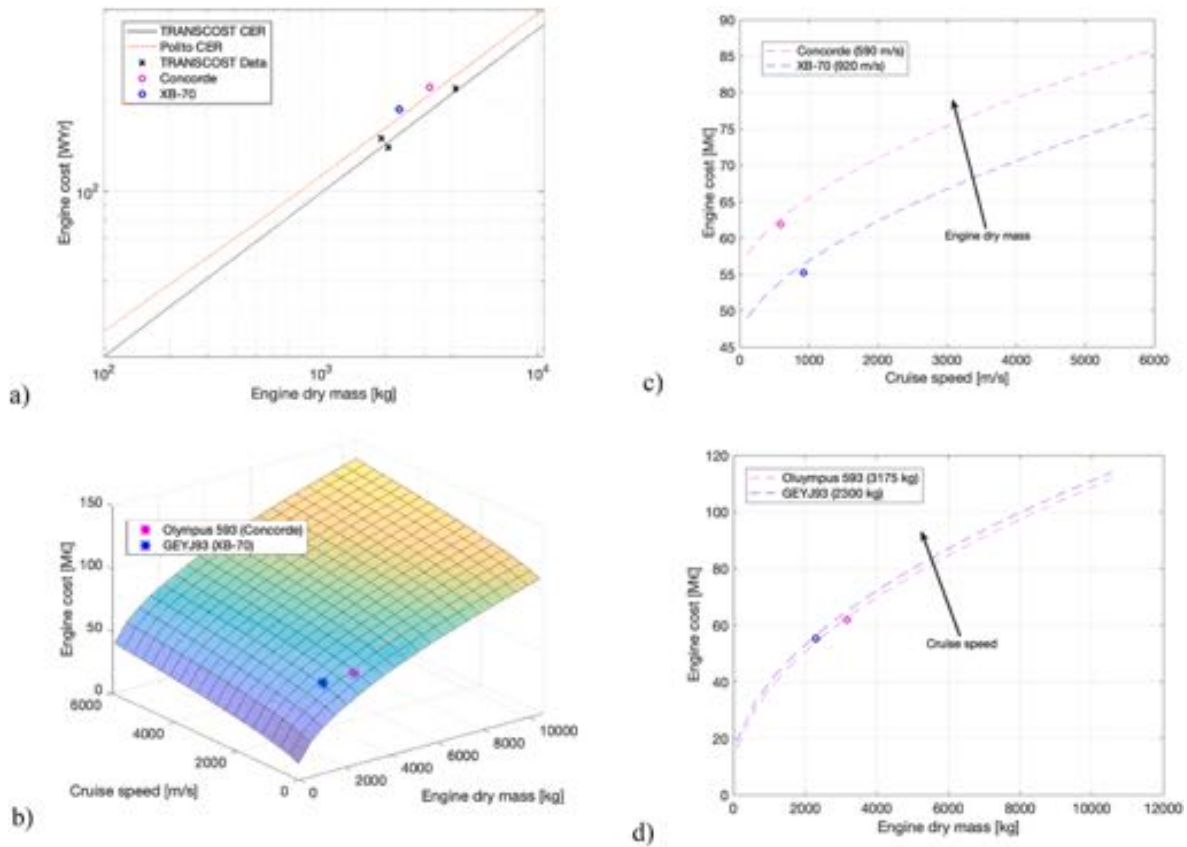 TRANSCOST CER
Polito CER
TRANSCOST Data
Concorde
XB-70
Engine cost [WYr]
10²
10² 10³ 10⁴
Engine dry mass [kg]
a)
90
85
80
75
70
65
60
55
50
45
Engine cost [M€]
Concorde (590 m/s)
XB-70 (920 m/s)
Engine dry mass
0 1000 2000 3000 4000 5000 6000
Cruise speed [m/s]
c)
150
100
50
0
Engine cost [M€]
Olympus 593 (Concorde)
GEYJ93 (XB-70)
6000
4000
2000
0
Cruise speed [m/s]
0 2000 4000 6000 8000 10000
Engine dry mass [kg]
b)
120
100
80
60
40
20
0
Engine cost [M€]
Oluympus 593 (3175 kg)
GEYJ93 (2300 kg)
Cruise speed
0 2000 4000 6000 8000 10000 12000
Engine dry mass [kg]
d)